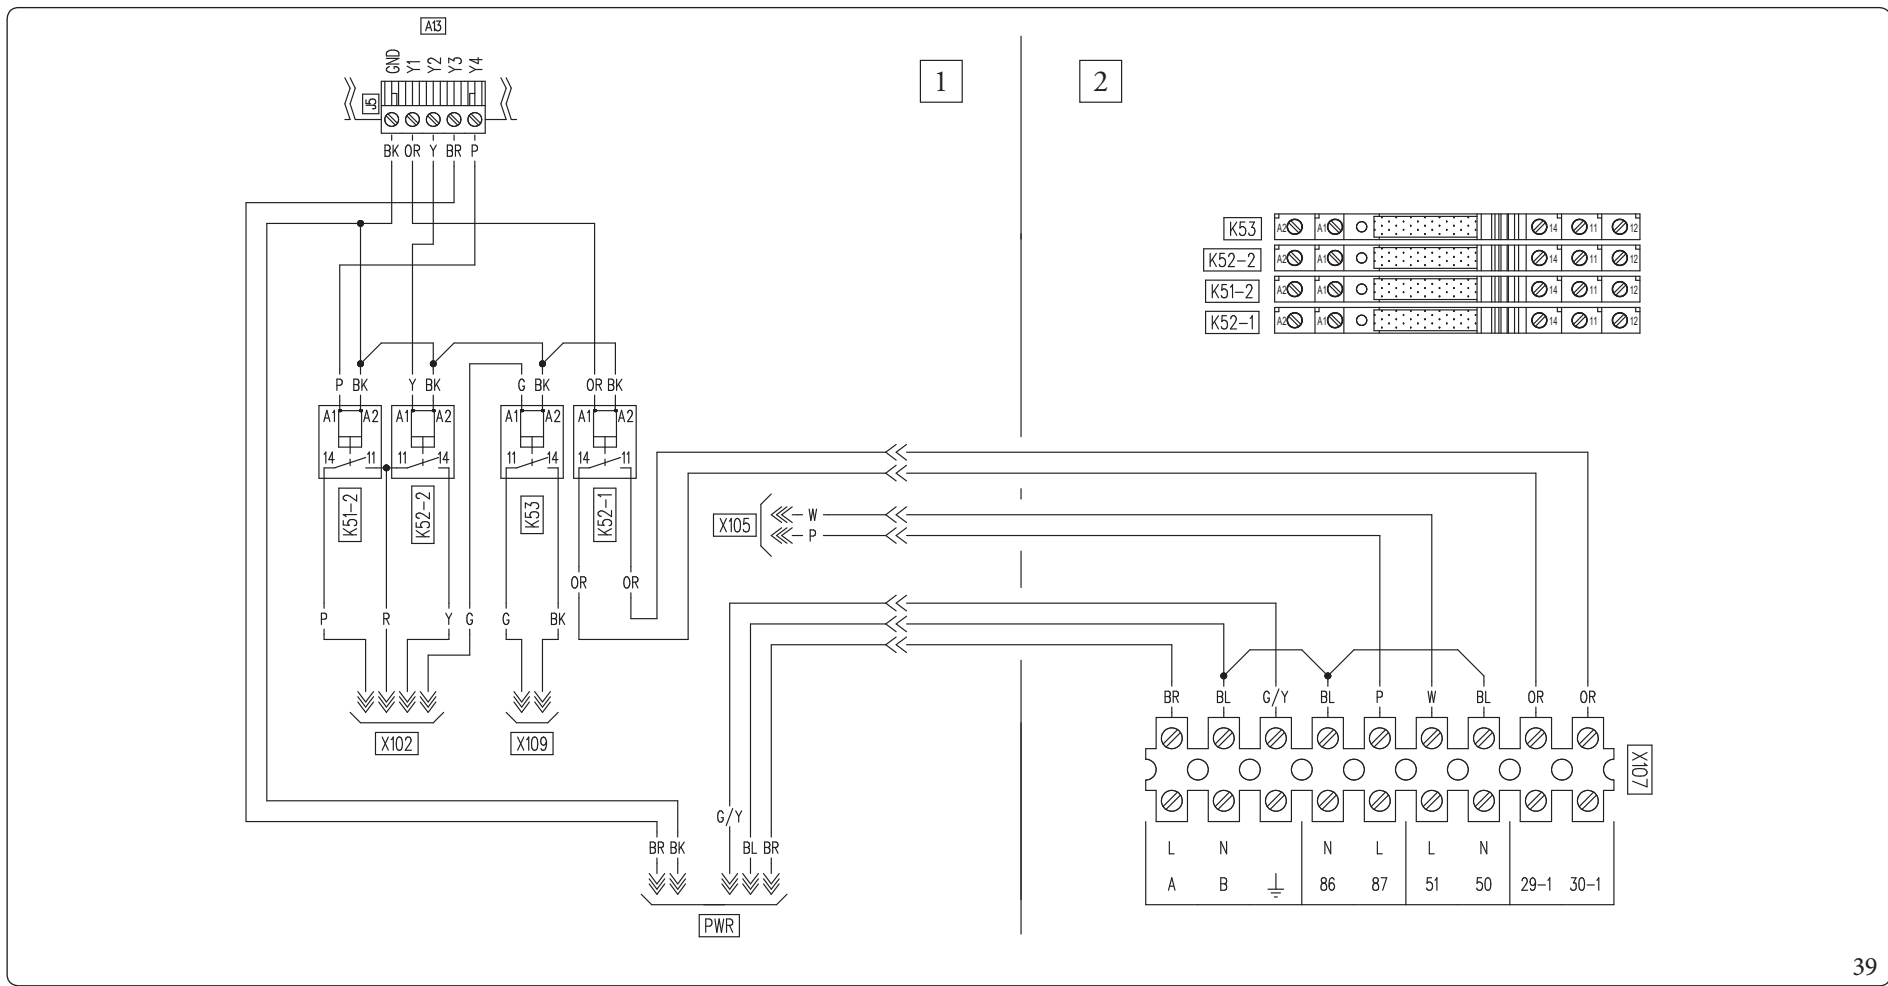 A13
GND Y1 Y2 Y3 Y4
J5
BK OR Y BR P
1
2
K53 A2 A1 14 11 12
K52-2 A2 A1 14 11 12
K51-2 A2 A1 14 11 12
K52-1 A2 A1 14 11 12
P BK Y BK G BK OR BK
A1 A2 A1 A2 A1 A2 A1 A2
14 11 11 14 11 14 14 11
K51-2 K52-2 K53 K52-1
X105
W
P
OR OR
P R Y G G BK
X102 X109
BR BL G/Y BL P W BL OR OR
X107
G/Y
BR BK BL BR
PWR
L N N L L N
A B 86 87 51 50 29-1 30-1
39